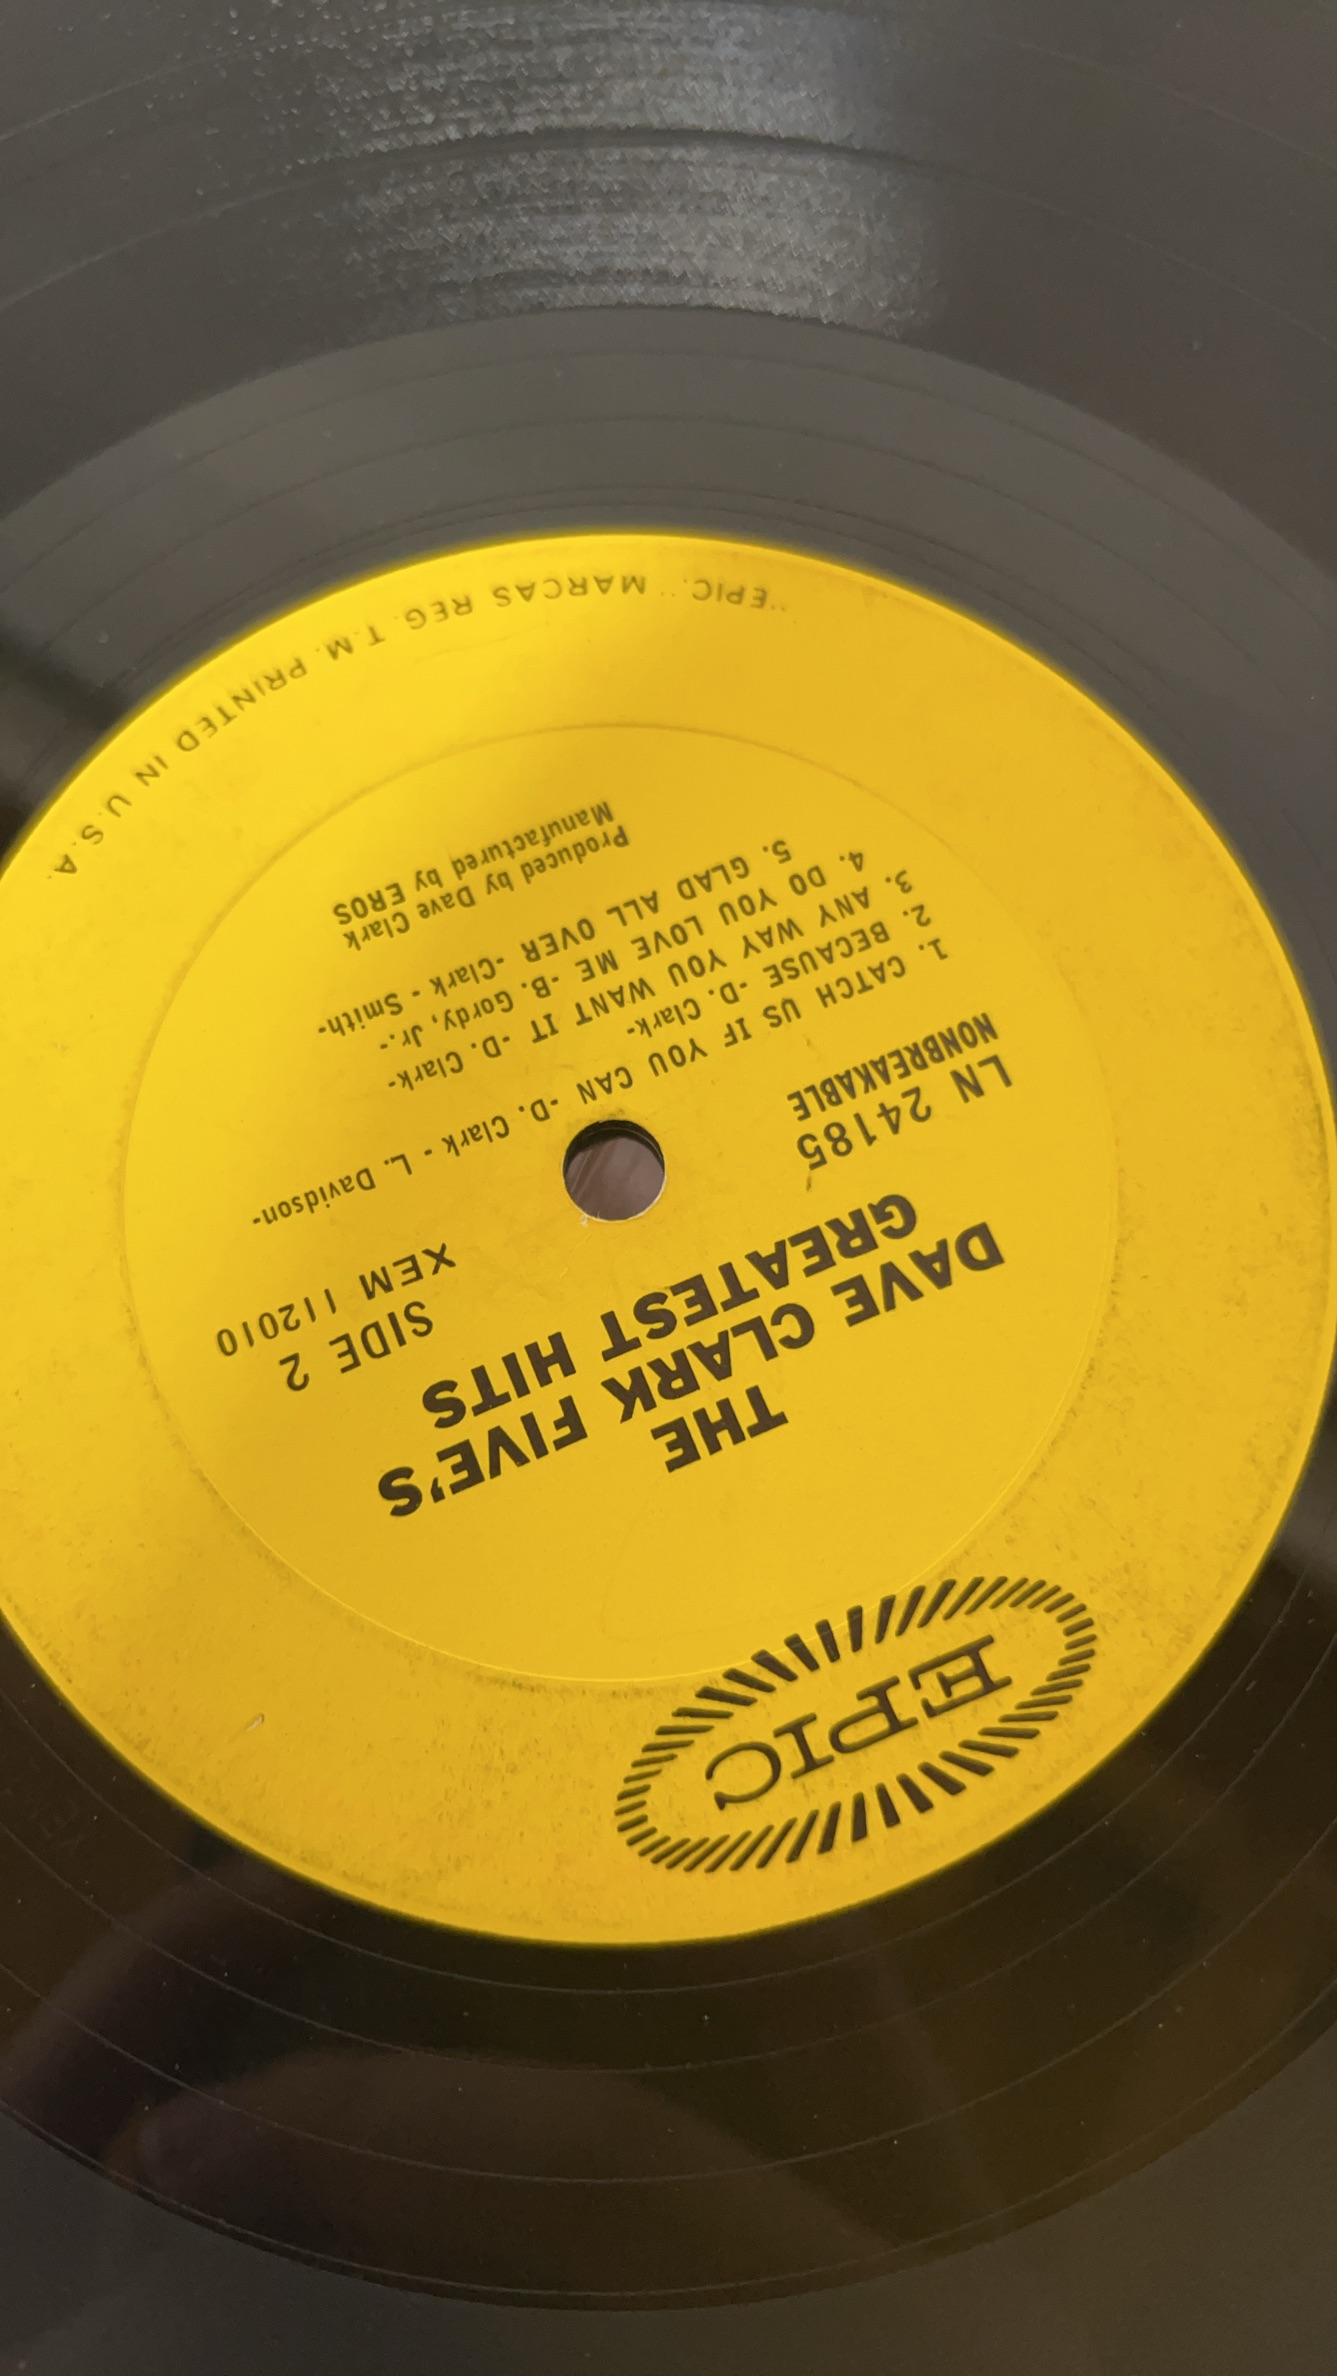 EPIC
THE
DAVE CLARK FIVE'S
GREATEST HITS
LN 24185
NONBREAKABLE
SIDE 2
XEM 112010
1. CATCH US IF YOU CAN -D. Clark - L. Davidson-
2. BECAUSE -D. Clark-
3. ANY WAY YOU WANT IT -D. Clark-
4. DO YOU LOVE ME -B. Gordy, Jr.-
5. GLAD ALL OVER -Clark - Smith-
Produced by Dave Clark
Manufactured by EROS
"EPIC," MARCAS REG. T.M. PRINTED IN U.S.A.